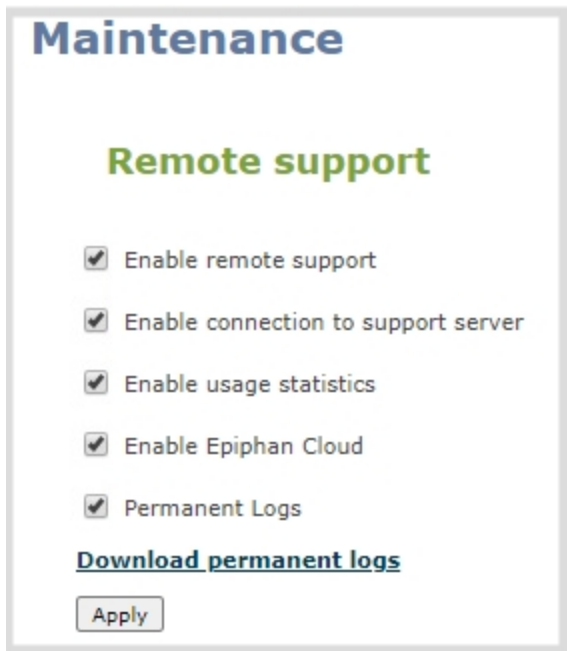 Maintenance
Remote support
Enable remote support
Enable connection to support server
Enable usage statistics
Enable Epiphan Cloud
Permanent Logs
Download permanent logs
Apply